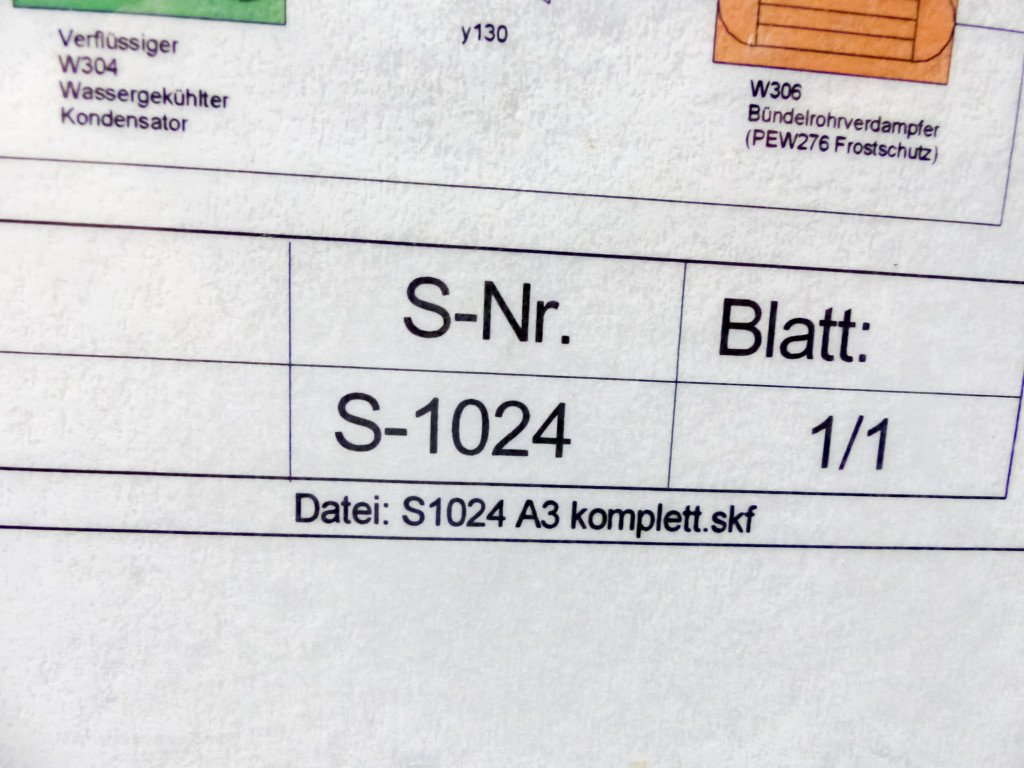 Verflüssiger
W304
Wassergekühlter
Kondensator
y130
W306
Bündelrohrverdampfer
(PEW276 Frostschutz)
S-Nr. Blatt:
S-1024 1/1
Datei: S1024 A3 komplett.skf